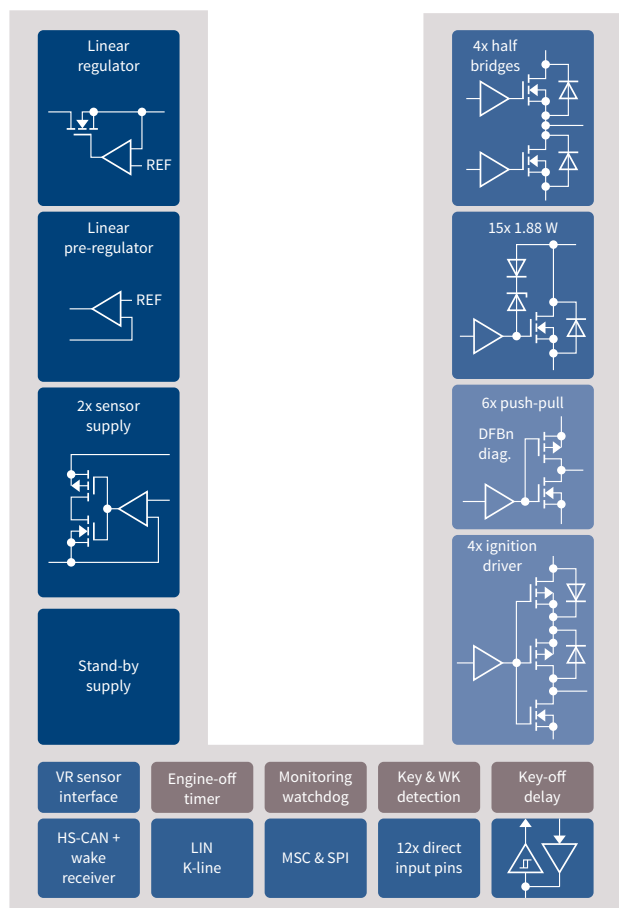 Linear
regulator
REF
Linear
pre-regulator
REF
2x sensor
supply
Stand-by
supply
4x half
bridges
15x 1.88 W
6x push-pull
DFBn
diag.
4x ignition
driver
VR sensor
interface
Engine-off
timer
Monitoring
watchdog
Key & WK
detection
Key-off
delay
HS-CAN +
wake
receiver
LIN
K-line
MSC & SPI
12x direct
input pins